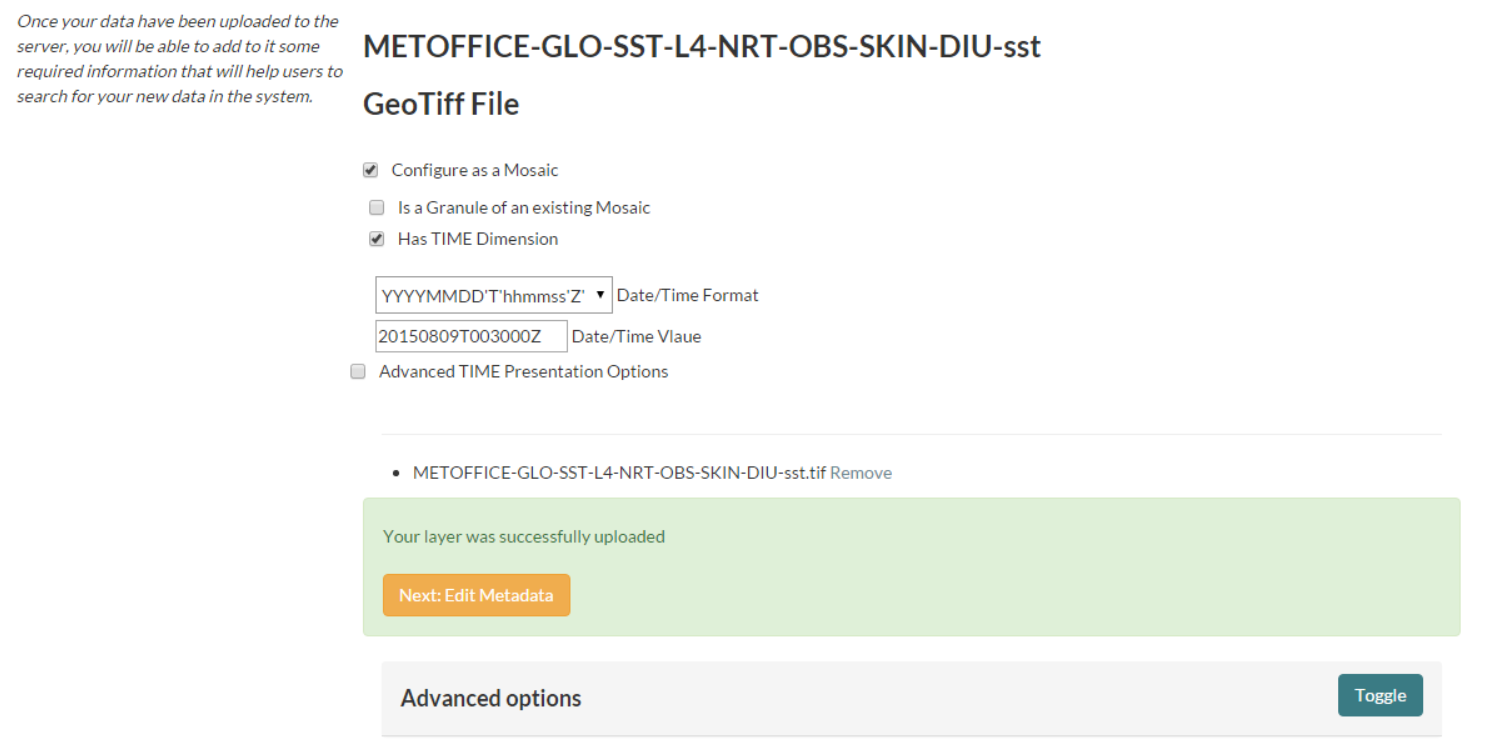 Once your data have been uploaded to the
server, you will be able to add to it some
required information that will help users to
search for your new data in the system.
METOFFICE-GLO-SST-L4-NRT-OBS-SKIN-DIU-sst
GeoTiff File
Configure as a Mosaic
Is a Granule of an existing Mosaic
Has TIME Dimension
YYYYMMDD'T'hhmmss'Z' Date/Time Format
20150809T003000Z Date/Time Vlaue
Advanced TIME Presentation Options
METOFFICE-GLO-SST-L4-NRT-OBS-SKIN-DIU-sst.tif Remove
Your layer was successfully uploaded
Next: Edit Metadata
Advanced options
Toggle